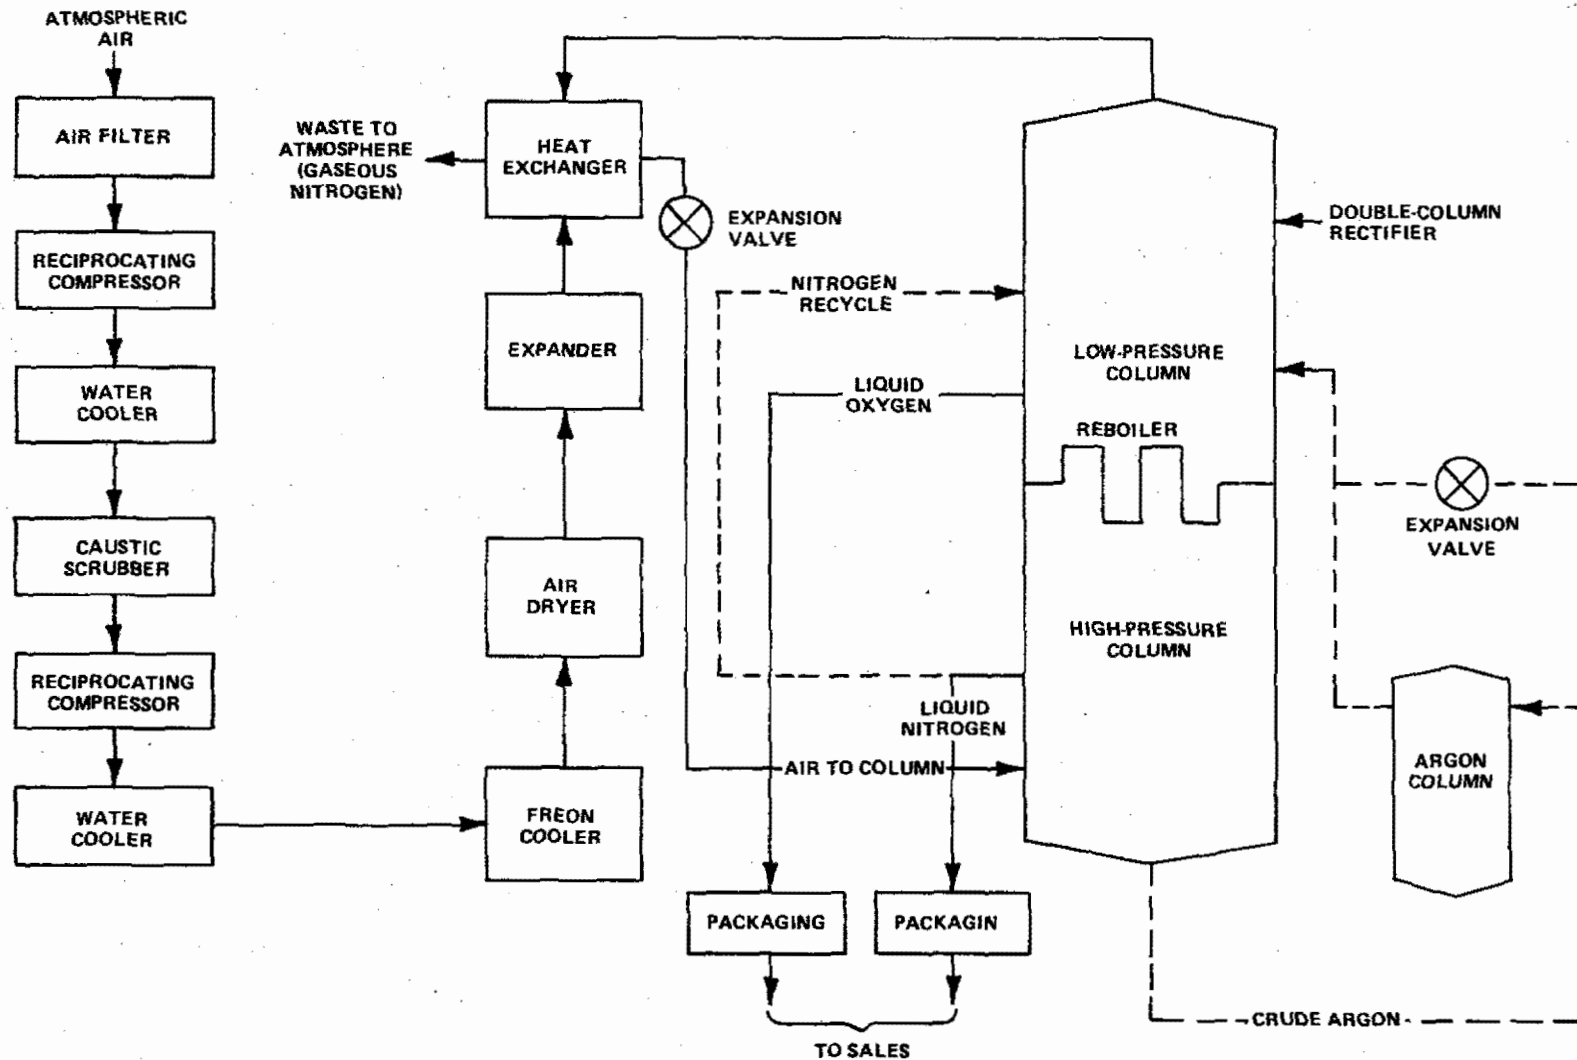 ATMOSPHERIC
AIR
AIR FILTER
RECIPROCATING
COMPRESSOR
WATER
COOLER
CAUSTIC
SCRUBBER
RECIPROCATING
COMPRESSOR
WATER
COOLER
WASTE TO
ATMOSPHERE
(GASEOUS
NITROGEN)
HEAT
EXCHANGER
EXPANDER
AIR
DRYER
FREON
COOLER
EXPANSION
VALVE
NITROGEN
RECYCLE
LIQUID
OXYGEN
LIQUID
NITROGEN
AIR TO COLUMN
PACKAGING
PACKAGIN
TO SALES
DOUBLE-COLUMN
RECTIFIER
LOW-PRESSURE
COLUMN
REBOILER
HIGH-PRESSURE
COLUMN
EXPANSION
VALVE
ARGON
COLUMN
CRUDE ARGON